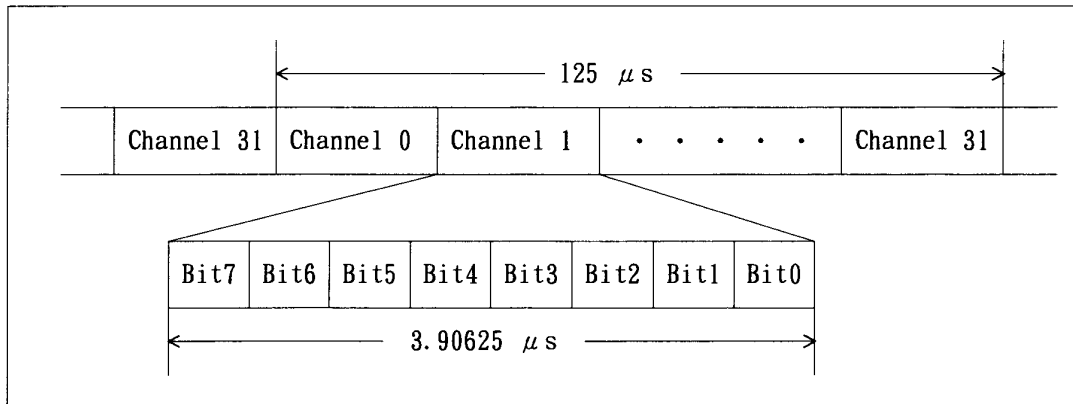 125 μs
Channel 31 Channel 0 Channel 1 ・ ・ ・ ・ ・ Channel 31
Bit7 Bit6 Bit5 Bit4 Bit3 Bit2 Bit1 Bit0
3.90625 μs